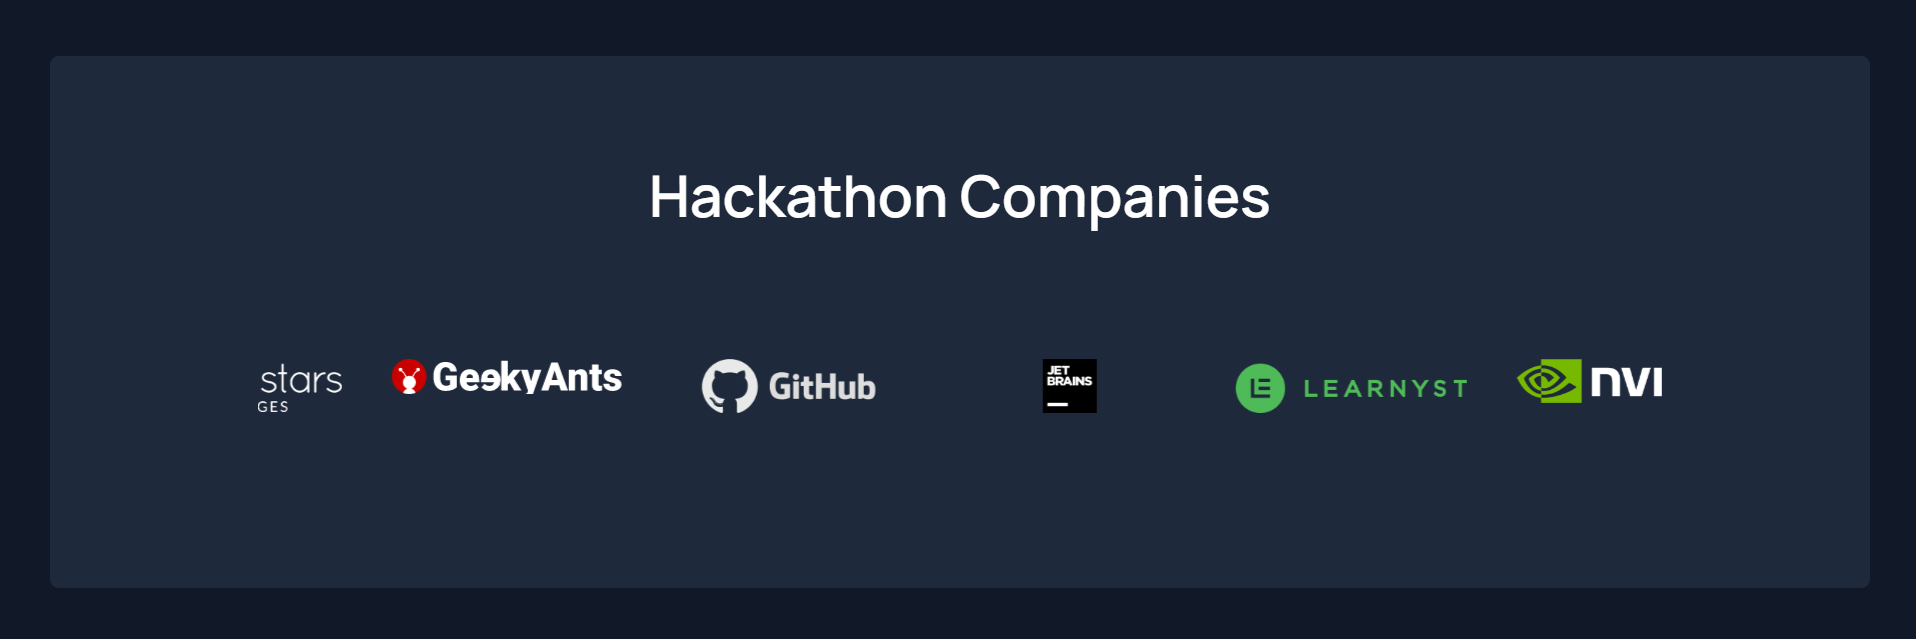 Hackathon Companies
stars
GES
GeekyAnts
GitHub
JET
BRAINS
LEARNYST
NVI